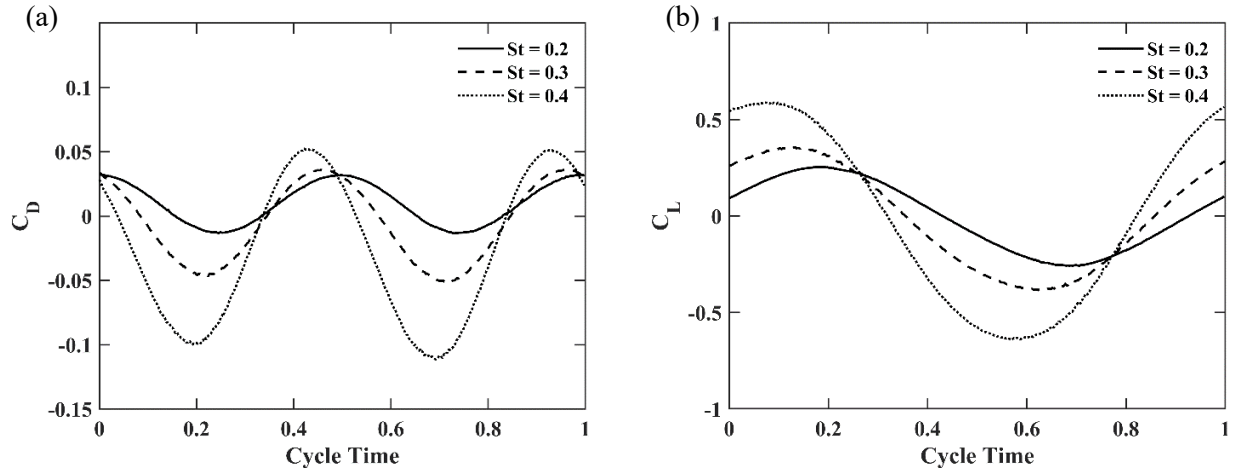 (a)
St = 0.2
St = 0.3
St = 0.4
0.1
0.05
0
-0.05
-0.1
-0.15
C_D
0 0.2 0.4 0.6 0.8 1
Cycle Time
(b)
St = 0.2
St = 0.3
St = 0.4
1
0.5
0
-0.5
-1
C_L
0 0.2 0.4 0.6 0.8 1
Cycle Time